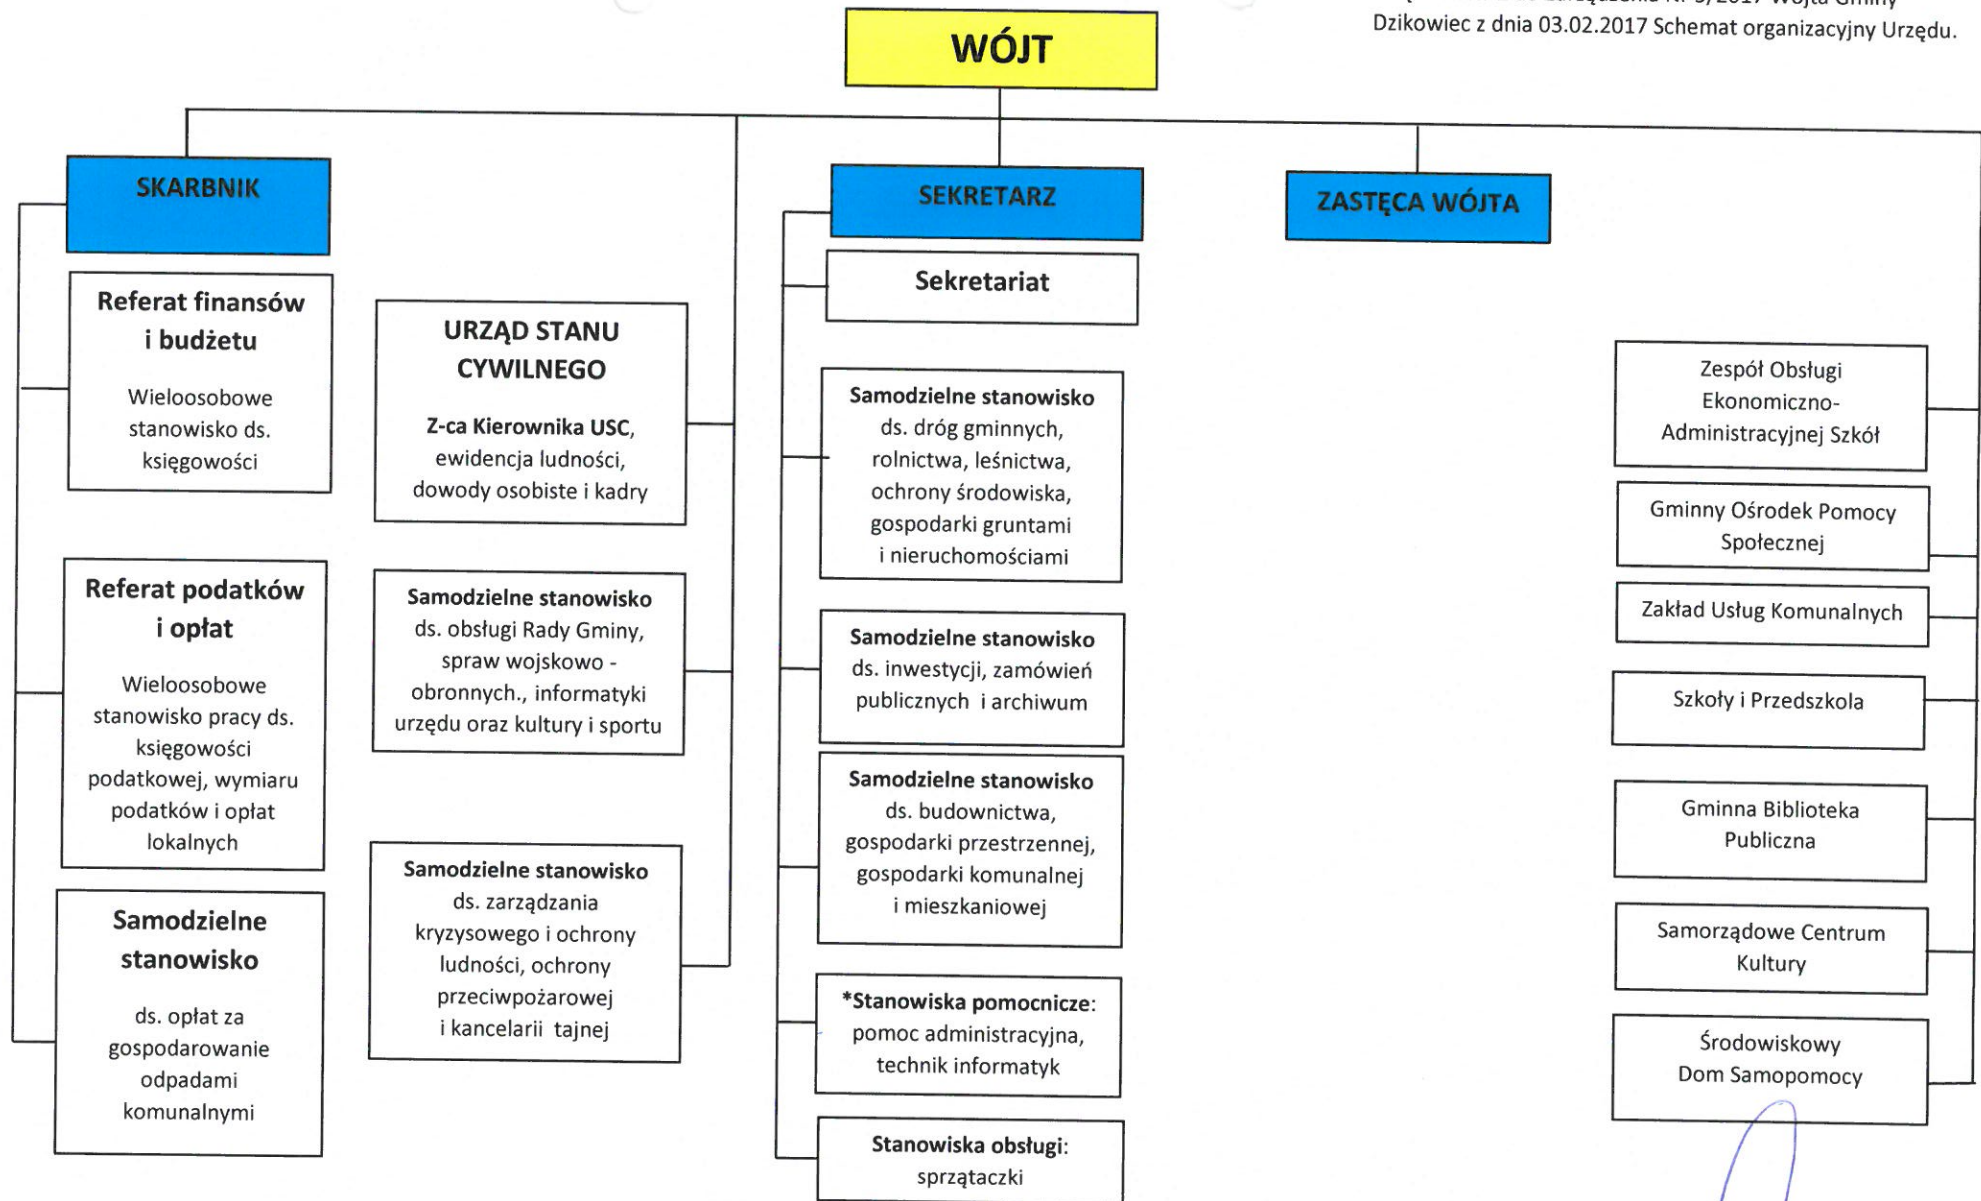 Dzikowiec z dnia 03.02.2017 Schemat organizacyjny Urzędu.
WÓJT
SKARBNIK
Referat finansów
i budżetu
Wieloosobowe
stanowisko ds.
księgowości
Referat podatków
i opłat
Wieloosobowe
stanowisko pracy ds.
księgowości
podatkowej, wymiaru
podatków i opłat
lokalnych
Samodzielne
stanowisko
ds. opłat za
gospodarowanie
odpadami
komunalnymi
URZĄD STANU
CYWILNEGO
Z-ca Kierownika USC,
ewidencja ludności,
dowody osobiste i kadry
Samodzielne stanowisko
ds. obsługi Rady Gminy,
spraw wojskowo -
obronnych., informatyki
urzędu oraz kultury i sportu
Samodzielne stanowisko
ds. zarządzania
kryzysowego i ochrony
ludności, ochrony
przeciwpożarowej
i kancelarii tajnej
SEKRETARZ
Sekretariat
Samodzielne stanowisko
ds. dróg gminnych,
rolnictwa, leśnictwa,
ochrony środowiska,
gospodarki gruntami
i nieruchomościami
Samodzielne stanowisko
ds. inwestycji, zamówień
publicznych i archiwum
Samodzielne stanowisko
ds. budownictwa,
gospodarki przestrzennej,
gospodarki komunalnej
i mieszkaniowej
*Stanowiska pomocnicze:
pomoc administracyjna,
technik informatyk
Stanowiska obsługi:
sprzątaczki
ZASTĘCA WÓJTA
Zespół Obsługi
Ekonomiczno-
Administracyjnej Szkół
Gminny Ośrodek Pomocy
Społecznej
Zakład Usług Komunalnych
Szkoły i Przedszkola
Gminna Biblioteka
Publiczna
Samorządowe Centrum
Kultury
Środowiskowy
Dom Samopomocy